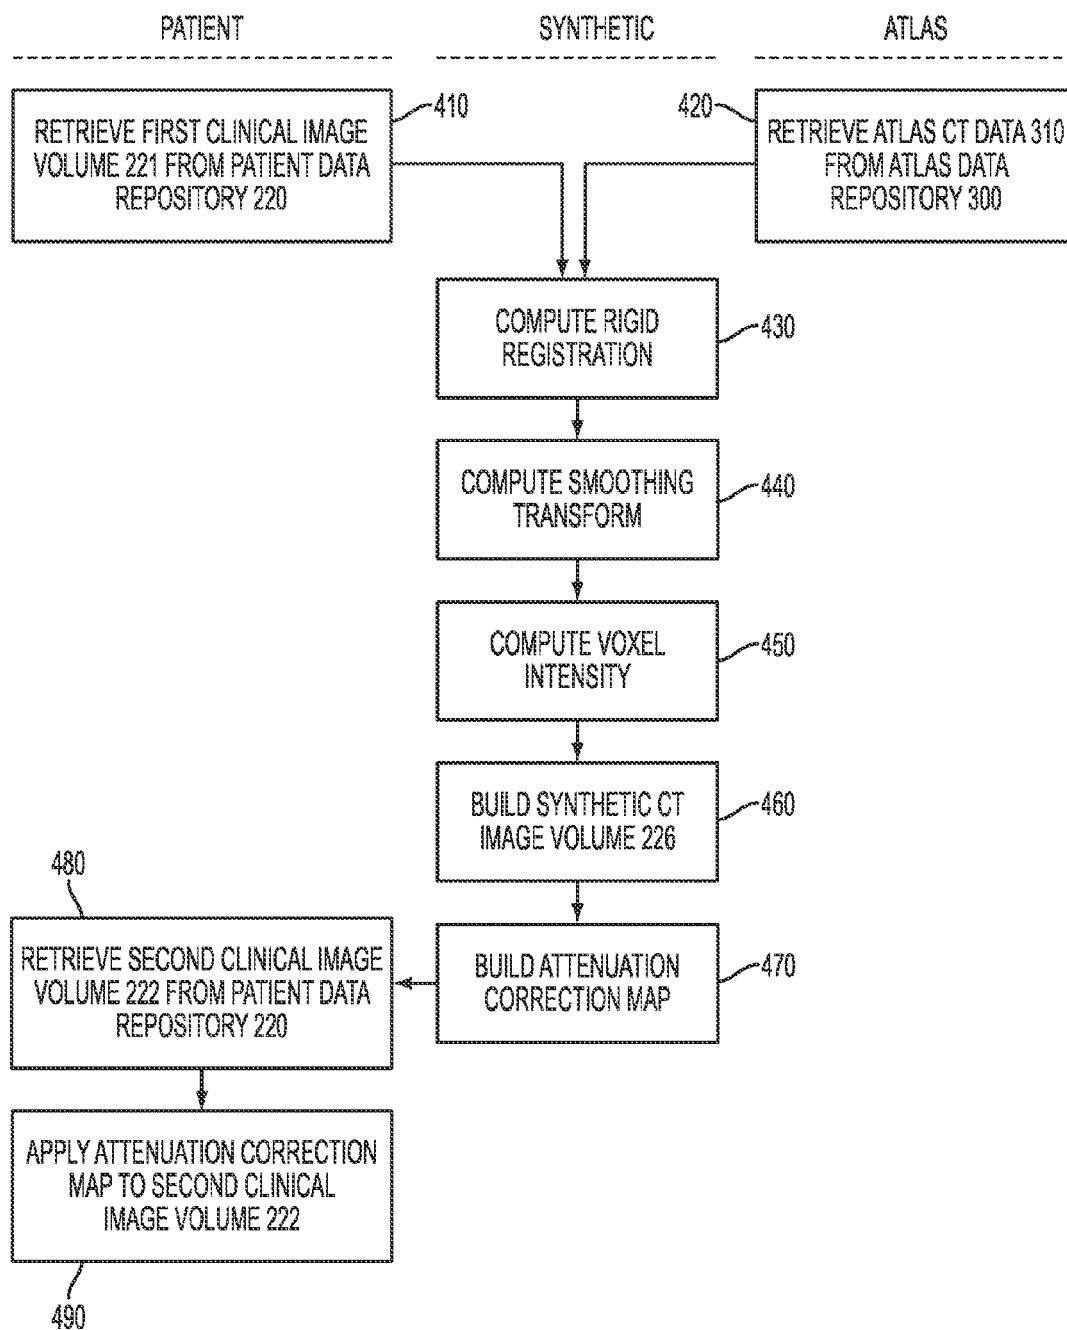 PATIENT
SYNTHETIC
ATLAS
410
RETRIEVE FIRST CLINICAL IMAGE
VOLUME 221 FROM PATIENT DATA
REPOSITORY 220
420
RETRIEVE ATLAS CT DATA 310
FROM ATLAS DATA
REPOSITORY 300
COMPUTE RIGID
REGISTRATION
430
COMPUTE SMOOTHING
TRANSFORM
440
COMPUTE VOXEL
INTENSITY
450
BUILD SYNTHETIC CT
IMAGE VOLUME 226
460
BUILD ATTENUATION
CORRECTION MAP
470
480
RETRIEVE SECOND CLINICAL IMAGE
VOLUME 222 FROM PATIENT DATA
REPOSITORY 220
APPLY ATTENUATION CORRECTION
MAP TO SECOND CLINICAL
IMAGE VOLUME 222
490